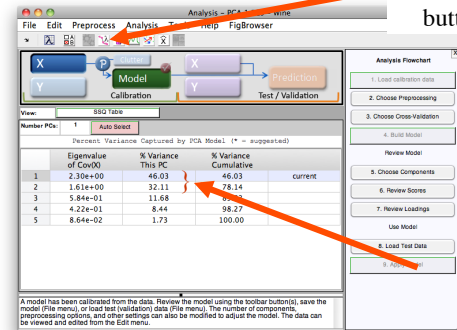 butt
Analysis - PCA 1 PCs - Wine
File Edit Preprocess Analysis Help FigBrowser
X Clutter X
P
Model Prediction
Y Y
Calibration Test / Validation
View: SSQ Table
Number PCs: 1 Auto Select
Percent Variance Captured by PCA Model (* = suggested)
Eigenvalue % Variance % Variance
of Cov(X) This PC Cumulative
1 2.30e+00 46.03 46.03 current
2 1.61e+00 32.11 78.14
3 5.84e-01 11.68
4 4.22e-01 8.44 98.27
5 8.64e-02 1.73 100.00
A model has been calibrated from the data. Review the model using the toolbar button(s), save the
model (File menu), or load test (validation) data (File menu). The number of components,
preprocessing options, and other settings can also be modified to adjust the model. The data can
be viewed and edited from the Edit menu.
Analysis Flowchart
1. Load calibration data
2. Choose Preprocessing
3. Choose Cross-Validation
4. Build Model
Review Model
5. Choose Components
6. Review Scores
7. Review Loadings
Use Model
8. Load Test Data
9. Apply